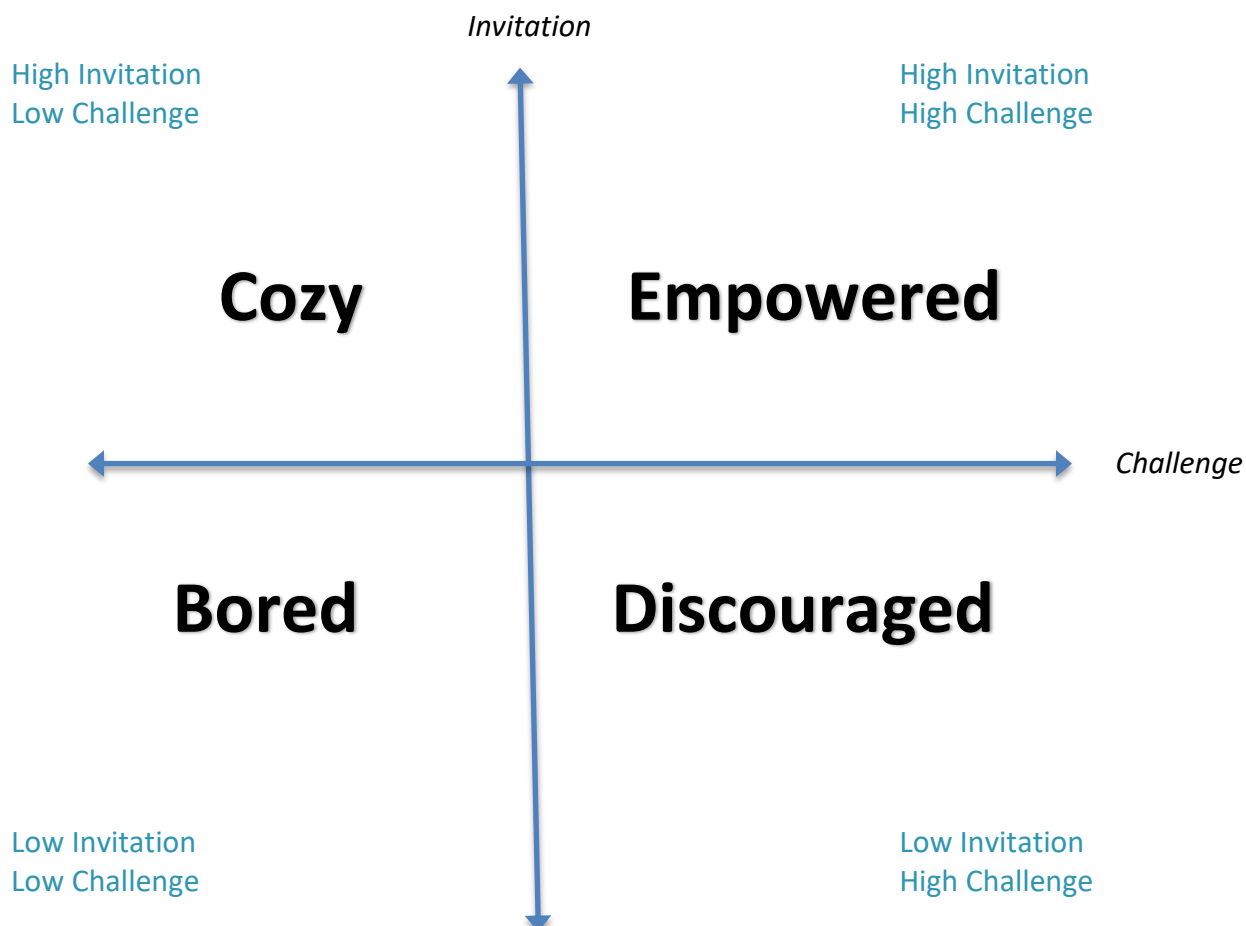 Invitation
High Invitation
Low Challenge
High Invitation
High Challenge
Cozy
Empowered
Challenge
Bored
Discouraged
Low Invitation
Low Challenge
Low Invitation
High Challenge